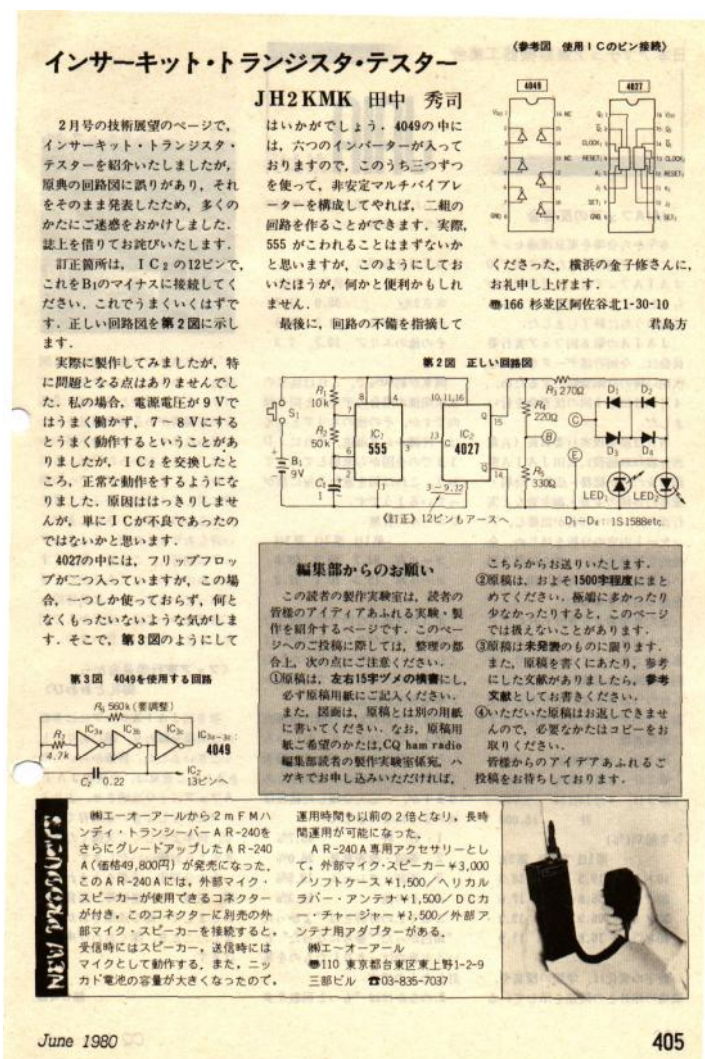 インサーキット・トランジスタ・テスター
JH2KMK 田中 秀司
2月号の技術展望のページで，
インサーキット・トランジスタ・
テスターを紹介いたしましたが，
原典の回路図に誤りがあり，それ
をそのまま発表したため，多くの
かたにご迷惑をおかけしました．
誌上を借りてお詫びいたします．
訂正箇所は，IC₂の12ピンで，
これをB₁のマイナスに接続してく
ださい．これでうまくいくはずで
す．正しい回路図を第2図に示し
ます．
実際に製作してみましたが，特
に問題となる点はありませんでし
た．私の場合，電源電圧が9Vで
はうまく働かず，7～8Vにする
とうまく動作するということがあ
りましたが，IC₂を交換したと
ころ，正常な動作をするようにな
りました．原因ははっきりしませ
んが，単にICが不良であったの
ではないかと思います．
4027の中には，フリップフロッ
プが二つ入っていますが，この場
合，一つしか使っておらず，何と
なくもったいないような気がしま
す．そこで，第3図のようにして
はいかがでしょう．4049の中に
は，六つのインバーターが入って
おりますので，このうち三つずつ
を使って，非安定マルチバイブレ
ーターを構成してやれば，二組の
回路を作ることができます．実際，
555がこわれることはまずないか
と思いますが，このようにしてお
いたほうが，何かと便利かもしれ
ません．
最後に，回路の不備を指摘して
くださった，横浜の金子修さんに，
お礼申し上げます．
〒166 杉並区阿佐谷北1-30-10
君島方
〈参考図 使用ICのピン接続〉
4049
4027
第2図 正しい回路図
S₁
B₁
9V
R₁
10k
R₂
50k
C₁
1
7
8
4
6
2
1
3
IC₁
555
13
10,11,16
C
IC₂
4027
Q
15
Q̄
14
3～9,12
《訂正》12ピンもアースへ
R₃ 270Ω
R₄
220Ω
R₅
330Ω
Ⓒ
Ⓑ
Ⓔ
D₁
D₂
D₃
D₄
LED₁
LED₂
D₁～D₄：1S1588etc.
第3図 4049を使用する回路
R₆ 560k(要調整)
R₇
4.7k
IC₃ₐ
IC₃b
IC₃c
IC₃ₐ～₃c：
4049
C₂ 0.22
IC₂
13ピンへ
編集部からのお願い
この読者の製作実験室は，読者の
皆様のアイディアあふれる実験・製
作を紹介するページです．このペー
ジへのご投稿に際しては，整理の都
合上，次の点にご注意ください．
①原稿は，左右15字ヅメの横書にし，
必ず原稿用紙にご記入ください．
また，図面は，原稿とは別の用紙
に書いてください．なお，原稿用
紙ご希望のかたは，CQ ham radio
編集部読者の製作実験室係宛，ハ
ガキでお申し込みいただければ，
こちらからお送りいたします．
②原稿は，およそ1500字程度にまと
めてください．極端に多かったり
少なかったりすると，このページ
では扱えないことがあります．
③原稿は未発表のものに限ります．
また，原稿を書くにあたり，参考
にした文献がありましたら，参考
文献としてお書きください．
④いただいた原稿はお返しできませ
んので，必要なかたはコピーをお
取りください．
皆様からのアイデアあふれるご
投稿をお待ちしております．
㈱エーオーアールから2mFMハ
ンディ・トランシーバーAR-240を
さらにグレードアップしたAR-240
A(価格49,800円)が発売になった．
このAR-240Aには，外部マイク・
スピーカーが使用できるコネクター
が付き，このコネクターに別売の外
部マイク・スピーカーを接続すると，
受信時にはスピーカー，送信時には
マイクとして動作する．また，ニッ
カド電池の容量が大きくなったので，
運用時間も以前の2倍となり，長時
間運用が可能になった．
AR-240A専用アクセサリーとし
て，外部マイク・スピーカー¥3,000
/ソフトケース¥1,500/ヘリカル
ラバー・アンテナ¥1,500/DCカ
ー・チャージャー¥2,500/外部ア
ンテナ用アダプターがある．
㈱エーオーアール
〒110 東京都台東区東上野1-2-9
三部ビル ☎03-835-7037
June 1980
405